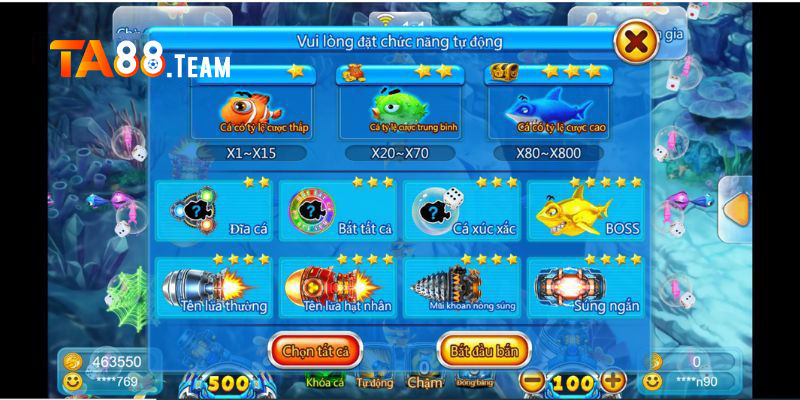 Vui lòng đặt chức năng tự động
TA88.TEAM
gia
Cá có tỷ lệ cược thấp
Cá tỷ lệ cược trung bình
Cá có tỷ lệ cược cao
X1~X15
X20~X70
X80~X800
Đĩa cá
Bắt tất cả
Cá xúc xắc
BOSS
Tên lửa thường
Tên lửa hạt nhân
Mũi khoan nòng súng
Súng ngắn
Chọn tất cả
Bắt đầu bắn
463550
0
****769
500
Khóa cá
Tự động
Chậm
Đóng băng
100
****n90